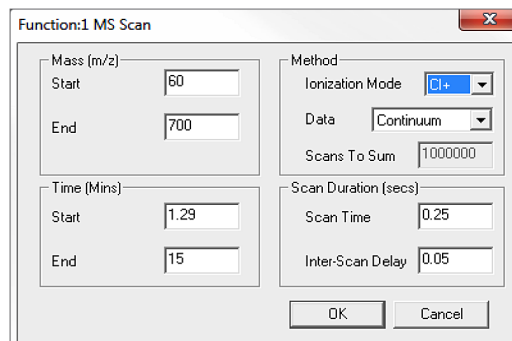 Function:1 MS Scan
Mass (m/z)
Start 60
End 700
Method
Ionization Mode CI+
Data Continuum
Scans To Sum 1000000
Time (Mins)
Start 1.29
End 15
Scan Duration (secs)
Scan Time 0.25
Inter-Scan Delay 0.05
OK Cancel